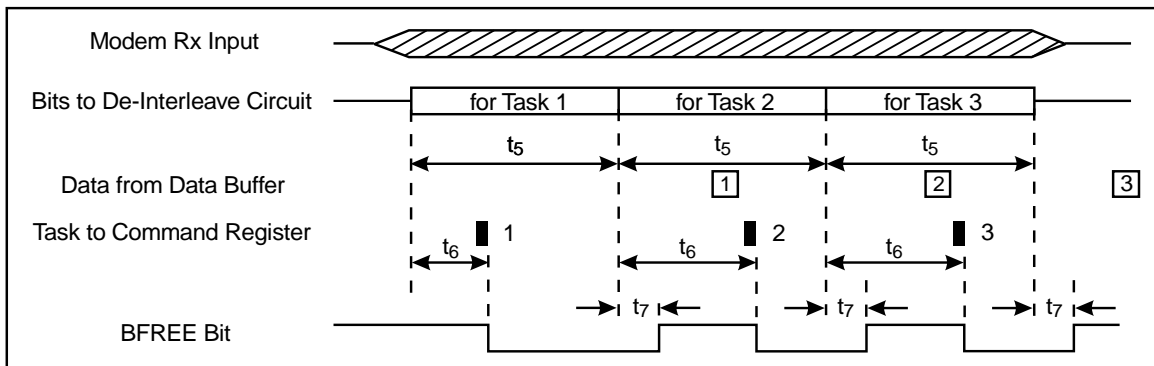 Modem Rx Input
Bits to De-Interleave Circuit
for Task 1
for Task 2
for Task 3
t5
t5
t5
Data from Data Buffer
1
2
3
Task to Command Register
1
2
3
t6
t6
t6
t7
t7
t7
BFREE Bit